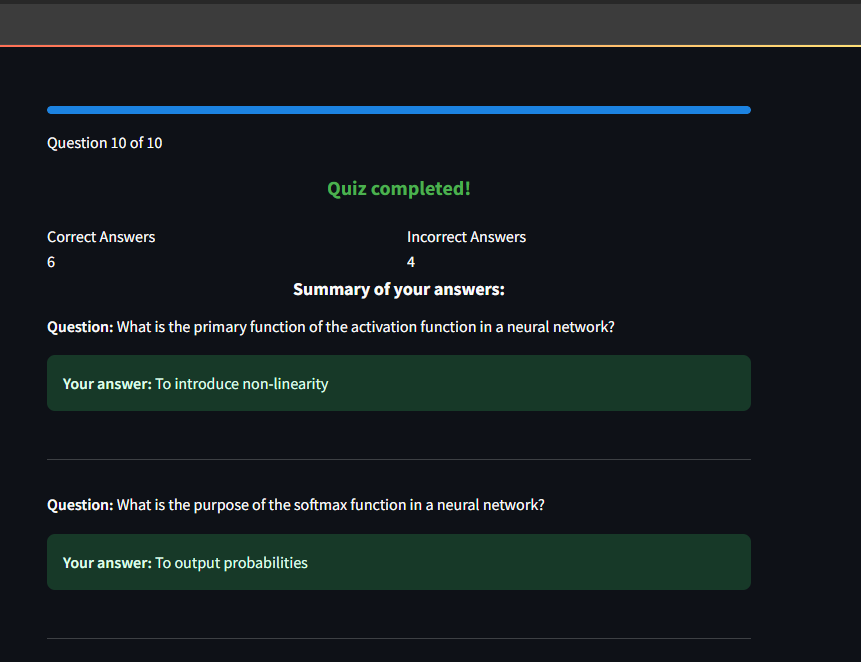 Question 10 of 10
Quiz completed!
Correct Answers
Incorrect Answers
6
4
Summary of your answers:
Question: What is the primary function of the activation function in a neural network?
Your answer: To introduce non-linearity
Question: What is the purpose of the softmax function in a neural network?
Your answer: To output probabilities